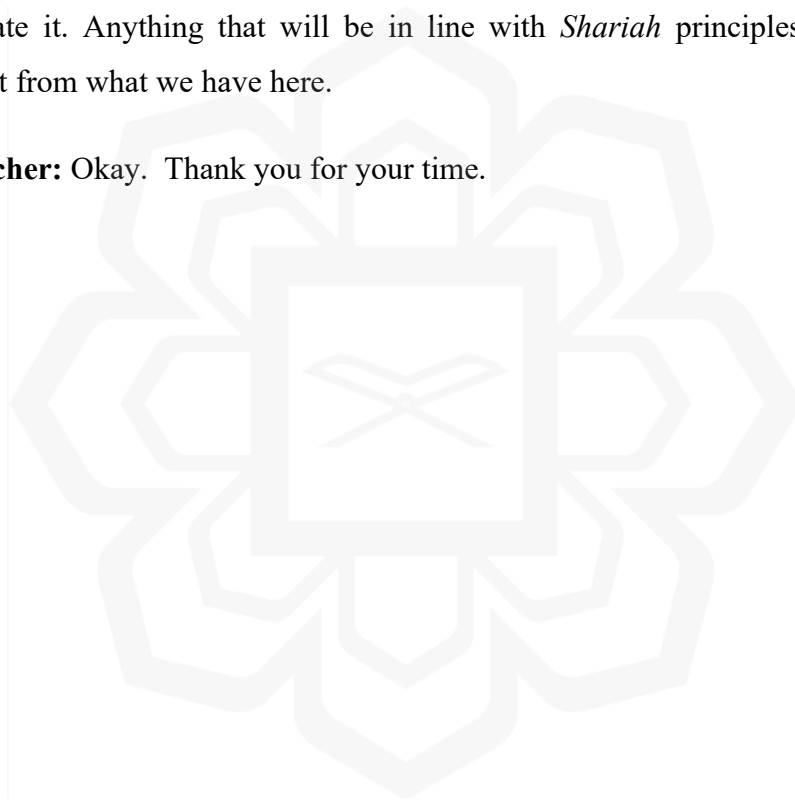 ate it. Anything that will be in line with Shariah principles
t from what we have here.
cher: Okay. Thank you for your time.